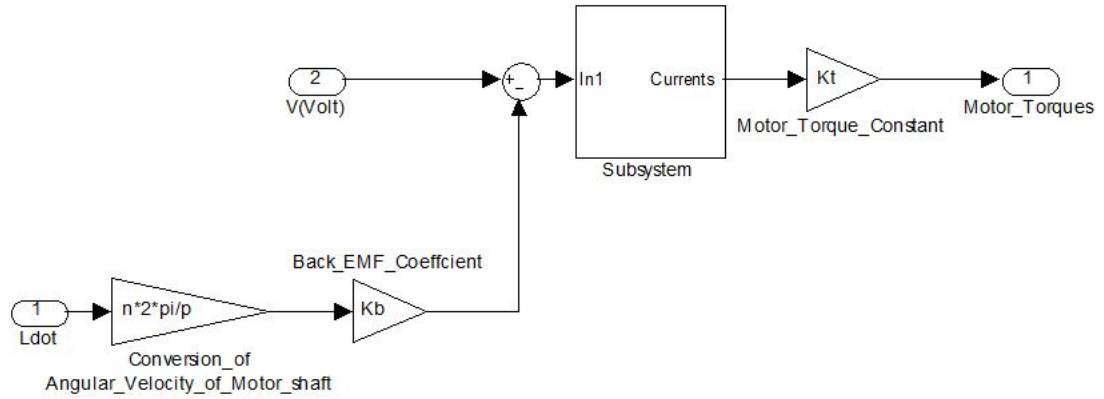 2
V(Volt)
+
−
In1
Currents
Subsystem
Kt
Motor_Torque_Constant
1
Motor_Torques
Back_EMF_Coeffcient
1
Ldot
n*2*pi/p
Kb
Conversion_of
Angular_Velocity_of_Motor_shaft